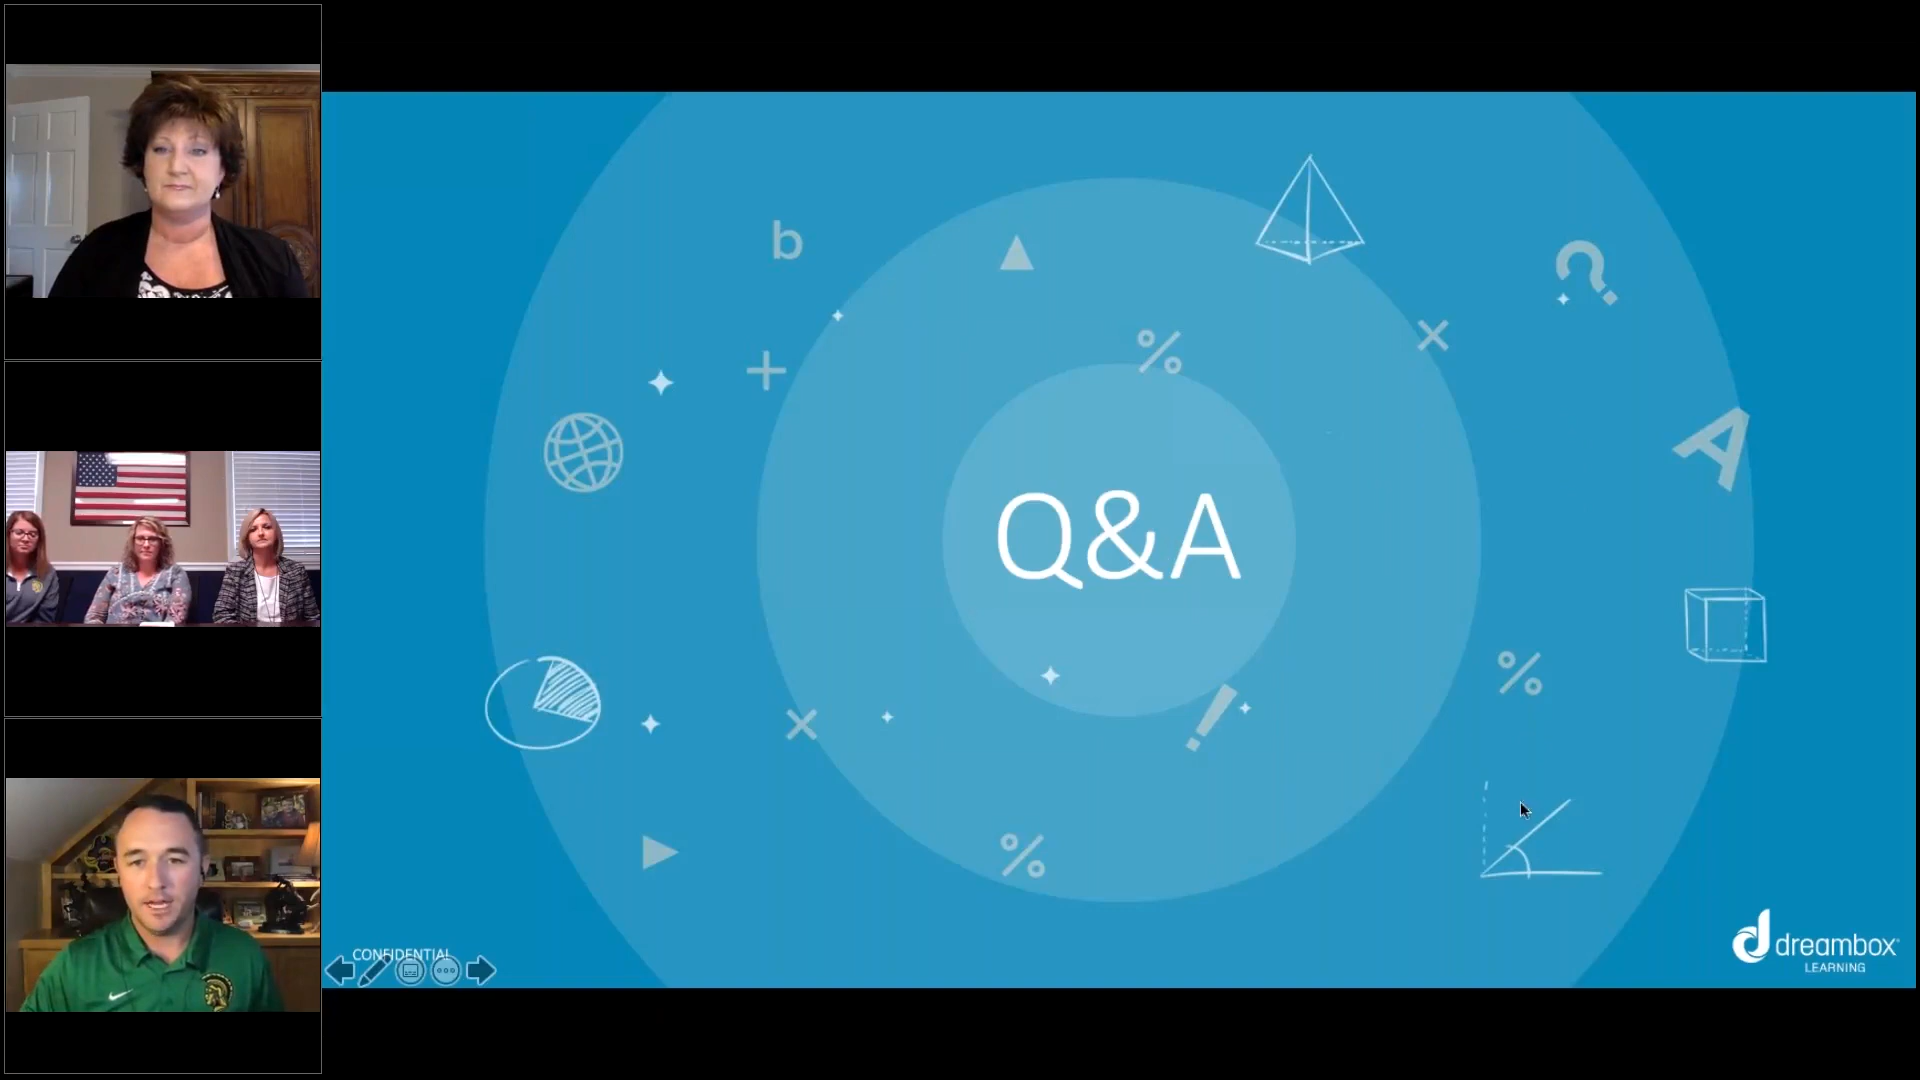 b
%
A
Q&A
%
%
CONFIDENTIAL
dreambox
LEARNING